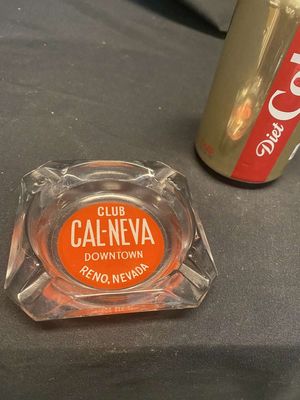 CLUB
CAL-NEVA
DOWNTOWN
RENO, NEVADA
Diet